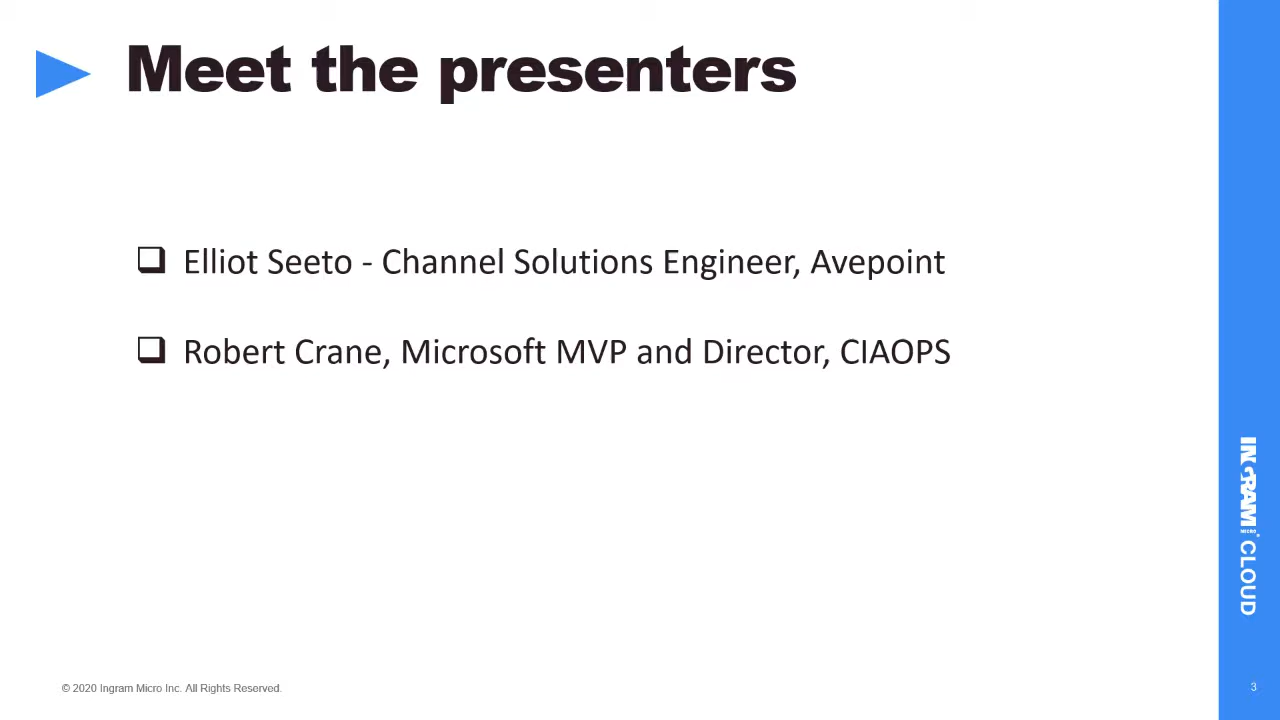 Meet the presenters
Elliot Seeto - Channel Solutions Engineer, Avepoint
Robert Crane, Microsoft MVP and Director, CIAOPS
INGRAM
MICRO
CLOUD
© 2020 Ingram Micro Inc. All Rights Reserved.
3